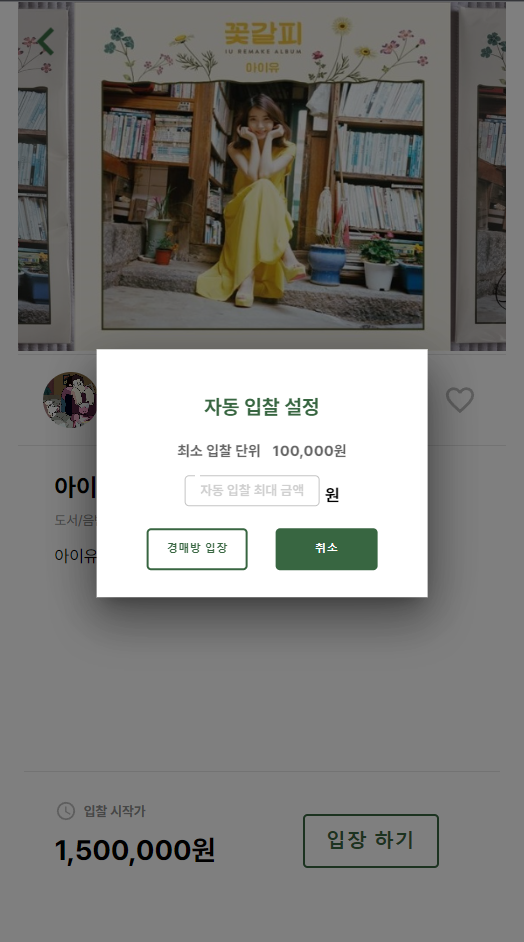 꽃갈피
IU REMAKE ALBUM
아이유
자동 입찰 설정
최소 입찰 단위 100,000원
자동 입찰 최대 금액 원
경매방 입장 취소
아이
도서/음
아이유
입찰 시작가
1,500,000원
입장 하기